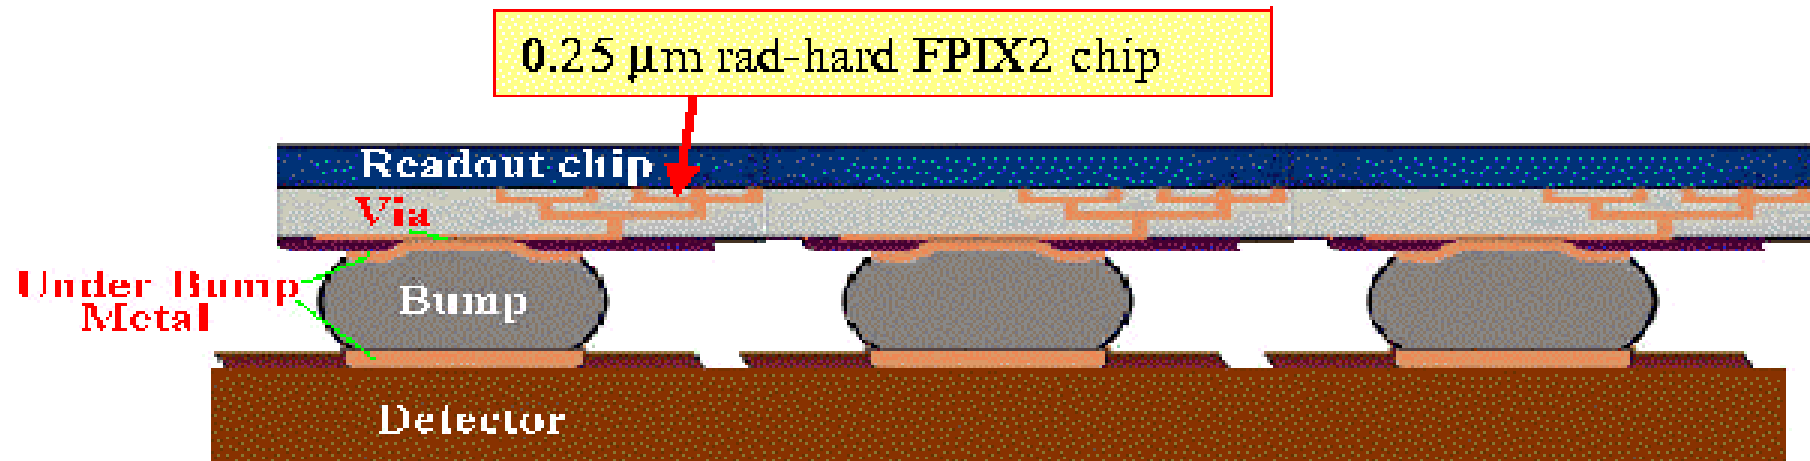 0.25 μm rad-hard FPIX2 chip
Readout chip
Via
Under Bump
Metal
Bump
Detector